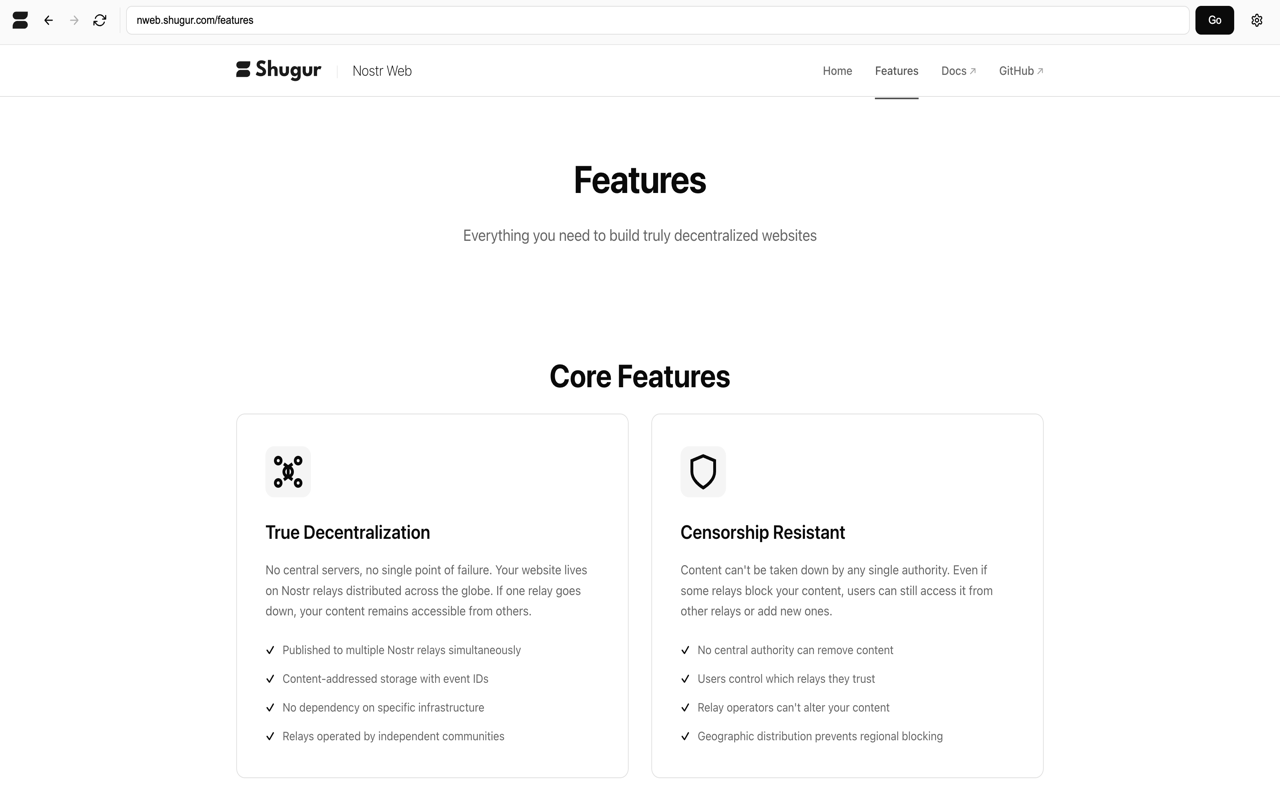 nweb.shugur.com/features
Go
Shugur
Nostr Web
Home
Features
Docs
GitHub
Features
Everything you need to build truly decentralized websites
Core Features
True Decentralization
No central servers, no single point of failure. Your website lives
on Nostr relays distributed across the globe. If one relay goes
down, your content remains accessible from others.
Published to multiple Nostr relays simultaneously
Content-addressed storage with event IDs
No dependency on specific infrastructure
Relays operated by independent communities
Censorship Resistant
Content can't be taken down by any single authority. Even if
some relays block your content, users can still access it from
other relays or add new ones.
No central authority can remove content
Users control which relays they trust
Relay operators can't alter your content
Geographic distribution prevents regional blocking